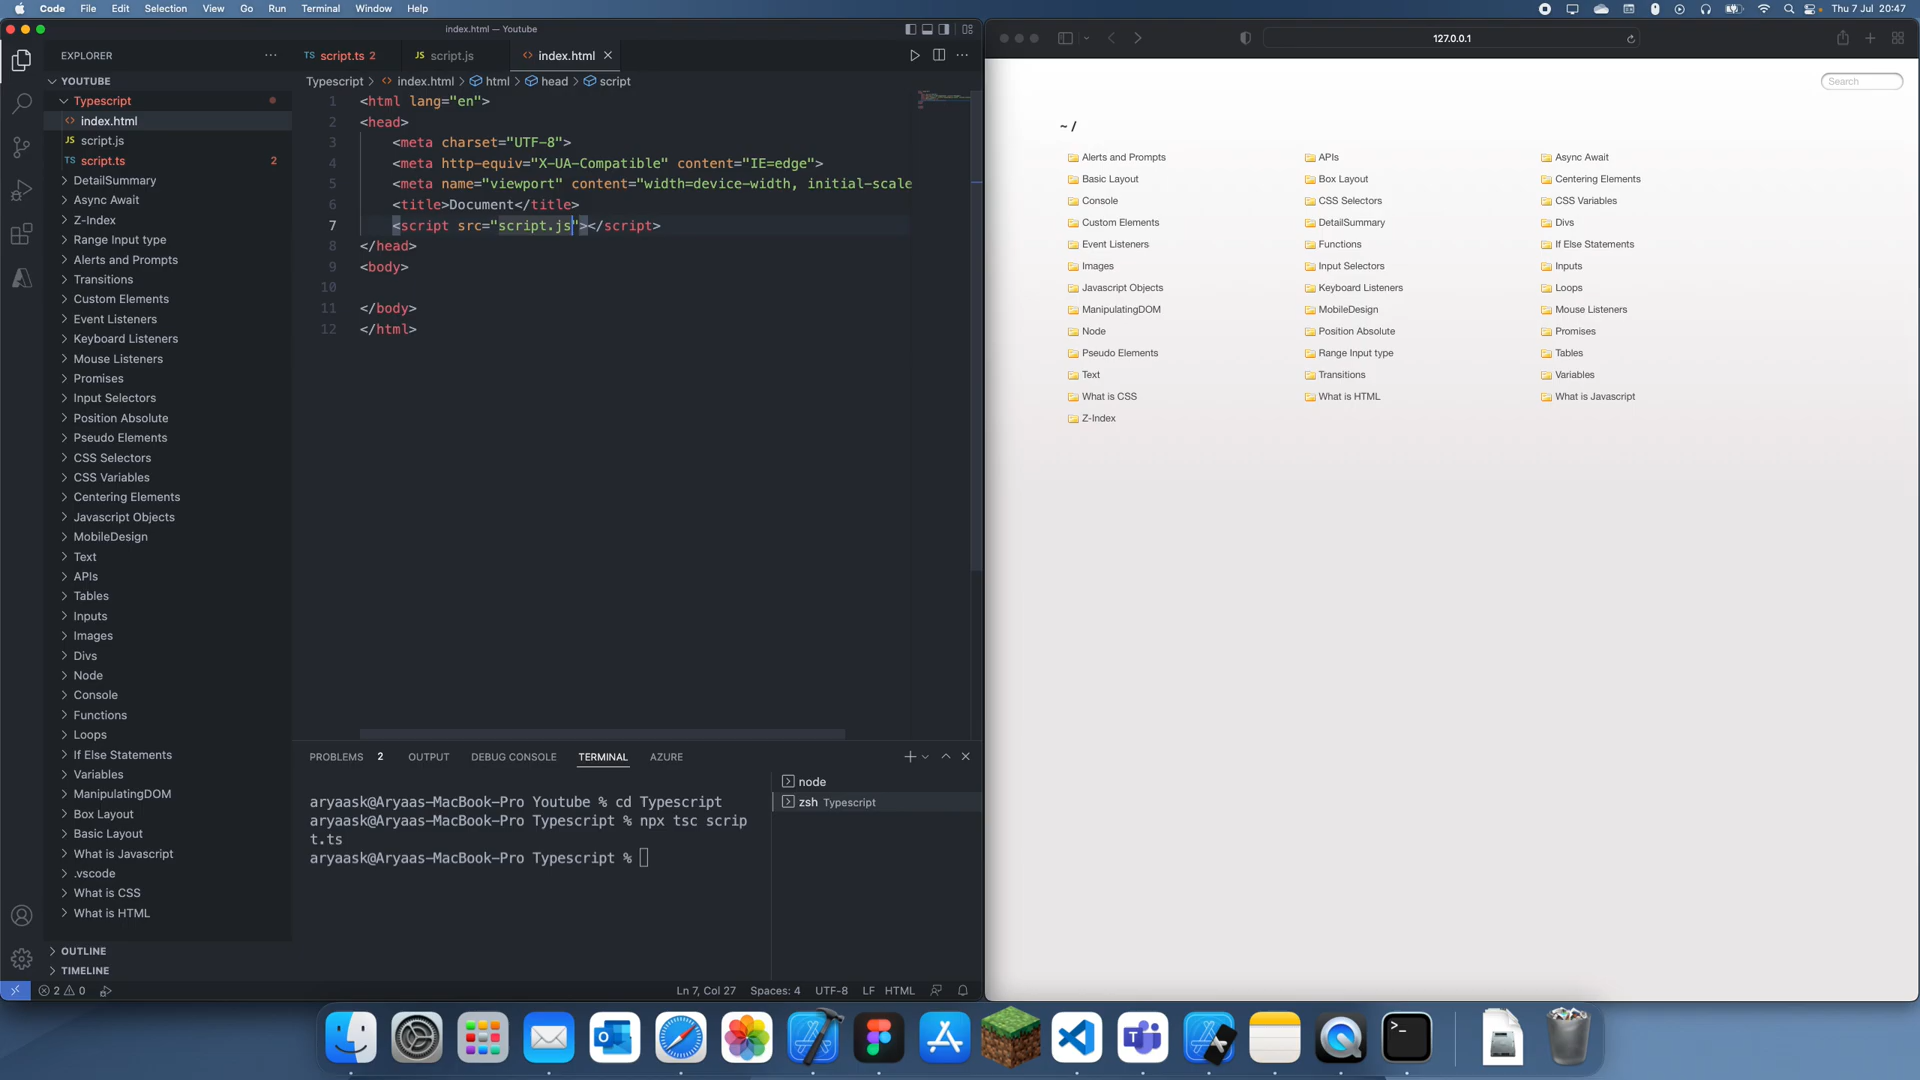 Code File Edit Selection View Go Run Terminal Window Help Thu 7 Jul 20:47
index.html — Youtube
EXPLORER
YOUTUBE
Typescript
index.html
script.js
script.ts 2
DetailSummary
Async Await
Z-Index
Range Input type
Alerts and Prompts
Transitions
Custom Elements
Event Listeners
Keyboard Listeners
Mouse Listeners
Promises
Input Selectors
Position Absolute
Pseudo Elements
CSS Selectors
CSS Variables
Centering Elements
Javascript Objects
MobileDesign
Text
APIs
Tables
Inputs
Images
Divs
Node
Console
Functions
Loops
If Else Statements
Variables
ManipulatingDOM
Box Layout
Basic Layout
What is Javascript
.vscode
What is CSS
What is HTML
OUTLINE
TIMELINE
TS script.ts 2 JS script.js <> index.html
Typescript > <> index.html > html > head > script
1 <html lang="en">
2 <head>
3 <meta charset="UTF-8">
4 <meta http-equiv="X-UA-Compatible" content="IE=edge">
5 <meta name="viewport" content="width=device-width, initial-scale
6 <title>Document</title>
7 <script src="script.js"></script>
8 </head>
9 <body>
10
11 </body>
12 </html>
PROBLEMS 2 OUTPUT DEBUG CONSOLE TERMINAL AZURE
aryaask@Aryaas-MacBook-Pro Youtube % cd Typescript
aryaask@Aryaas-MacBook-Pro Typescript % npx tsc scrip
t.ts
aryaask@Aryaas-MacBook-Pro Typescript %
node
zsh Typescript
2 0
Ln 7, Col 27 Spaces: 4 UTF-8 LF HTML
127.0.0.1
Search
~ /
Alerts and Prompts APIs Async Await
Basic Layout Box Layout Centering Elements
Console CSS Selectors CSS Variables
Custom Elements DetailSummary Divs
Event Listeners Functions If Else Statements
Images Input Selectors Inputs
Javascript Objects Keyboard Listeners Loops
ManipulatingDOM MobileDesign Mouse Listeners
Node Position Absolute Promises
Pseudo Elements Range Input type Tables
Text Transitions Variables
What is CSS What is HTML What is Javascript
Z-Index